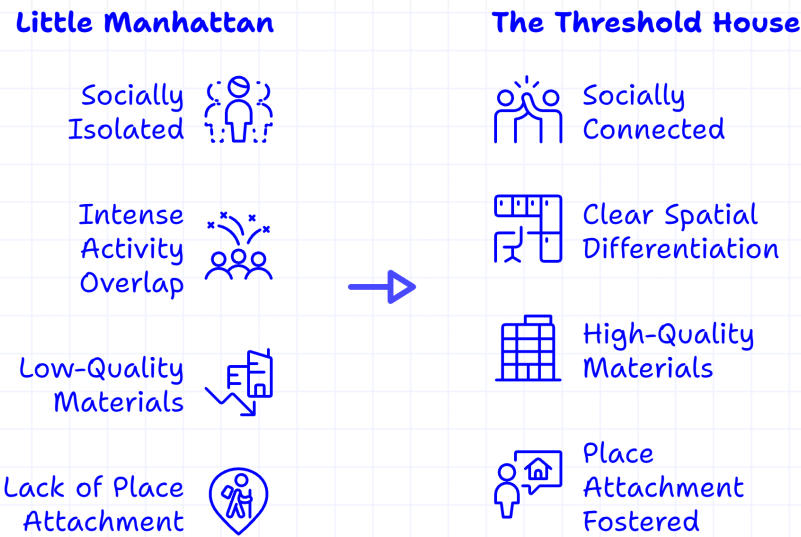 Little Manhattan
Socially
Isolated
Intense
Activity
Overlap
Low-Quality
Materials
Lack of Place
Attachment
The Threshold House
Socially
Connected
Clear Spatial
Differentiation
High-Quality
Materials
Place
Attachment
Fostered